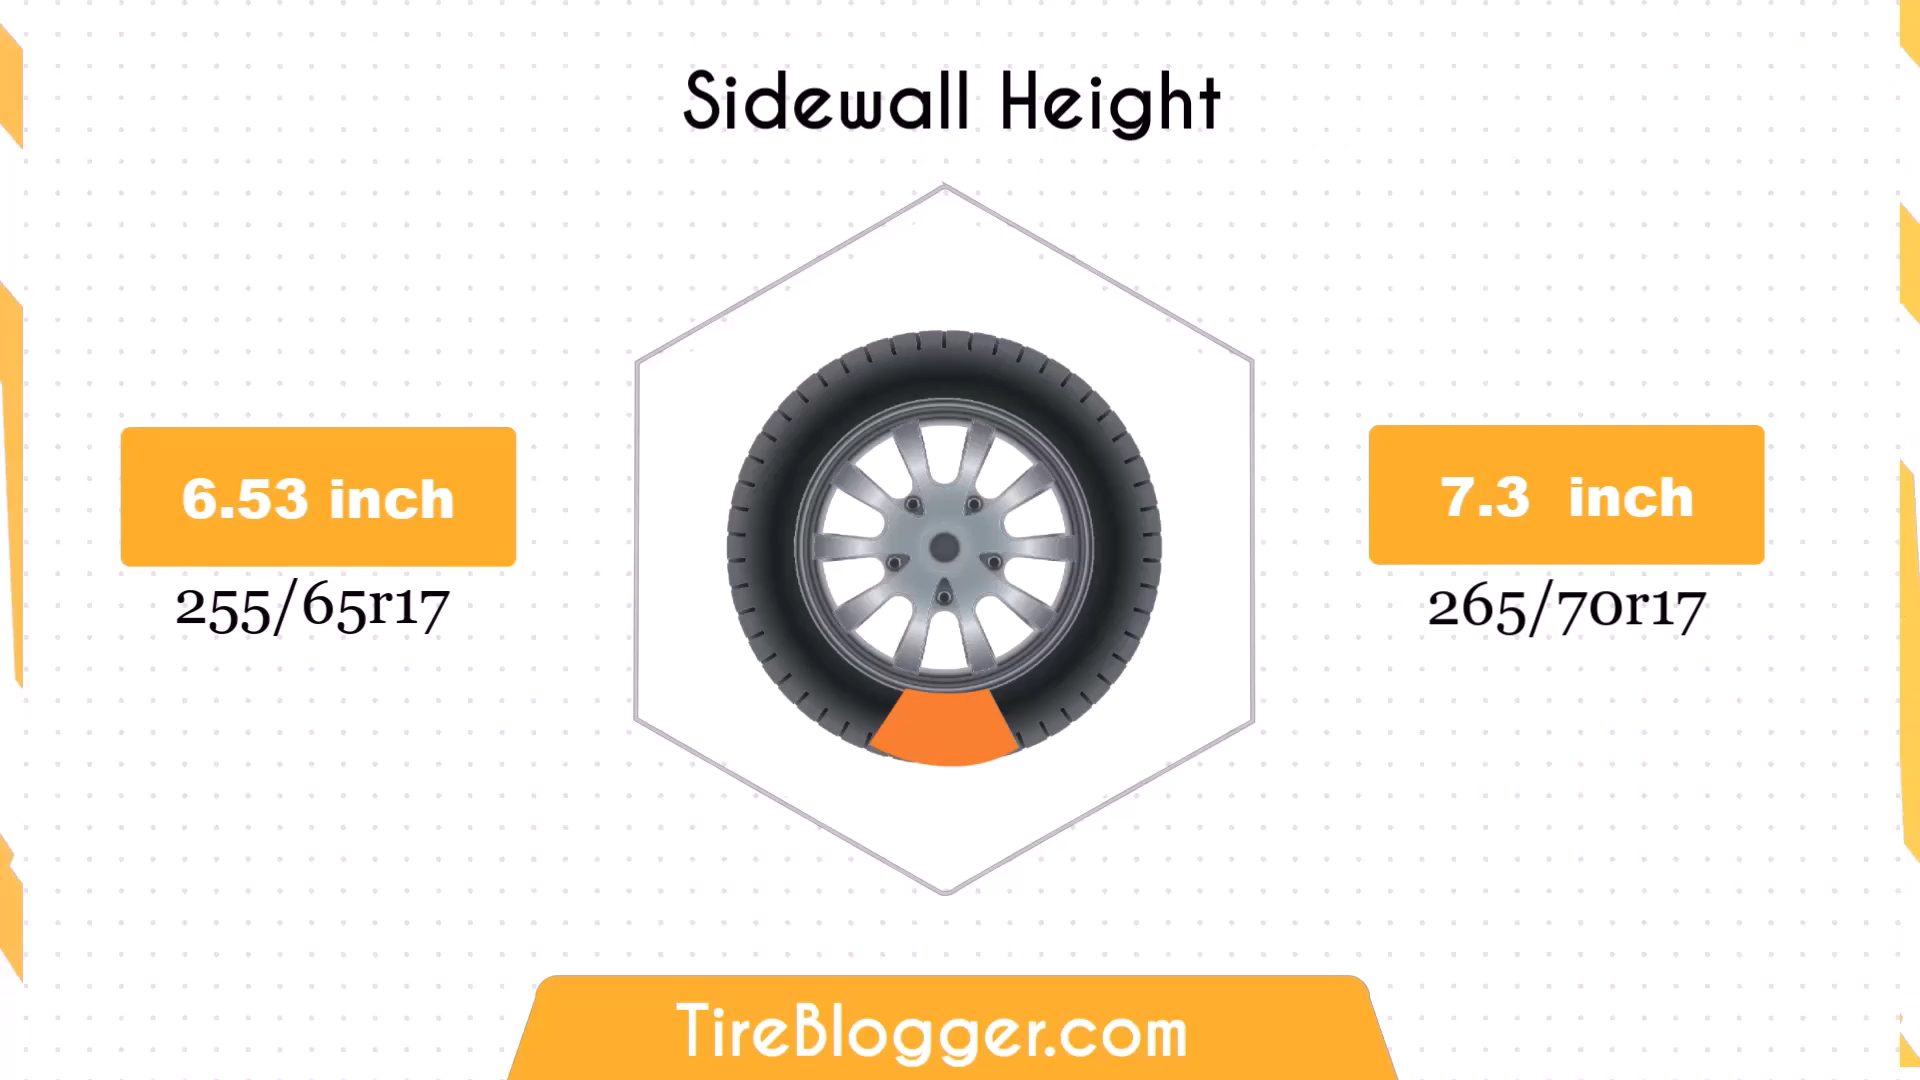 Sidewall Height
6.53 inch
255/65r17
7.3 inch
265/70r17
TireBlogger.com